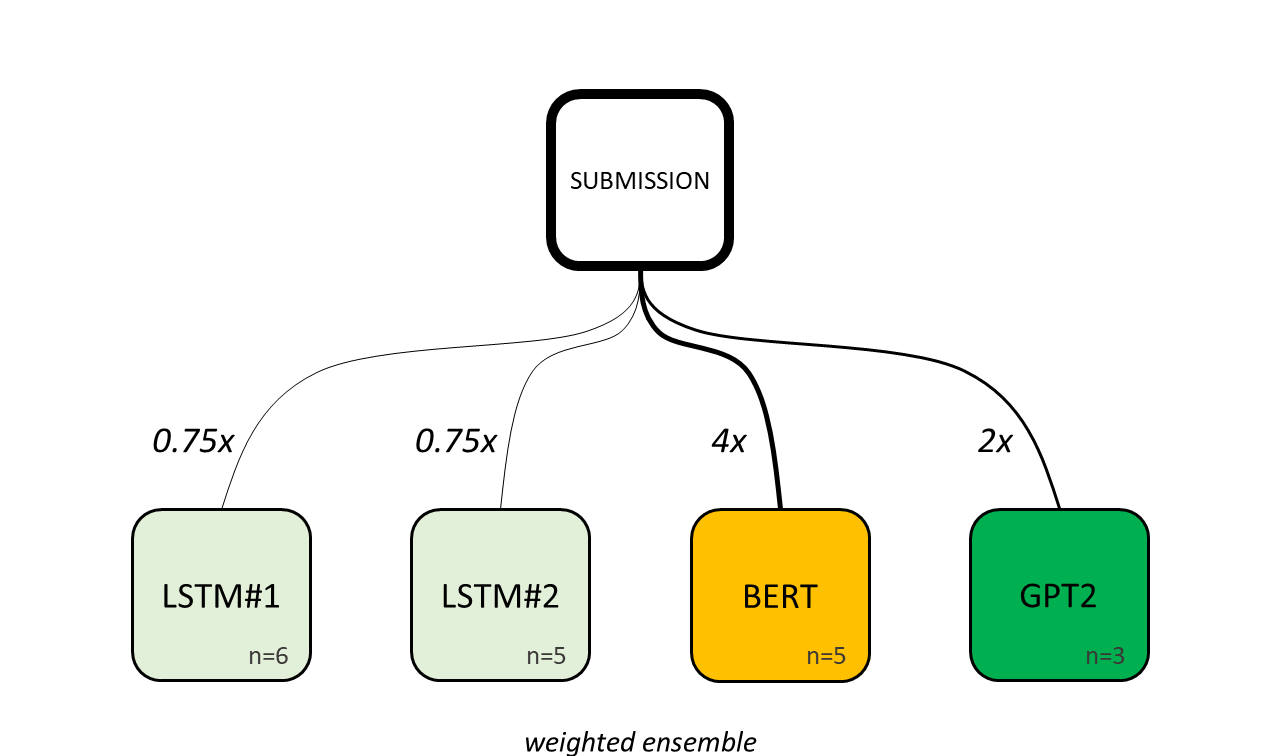 SUBMISSION
0.75x
0.75x
4x
2x
LSTM#1
n=6
LSTM#2
n=5
BERT
n=5
GPT2
n=3
weighted ensemble